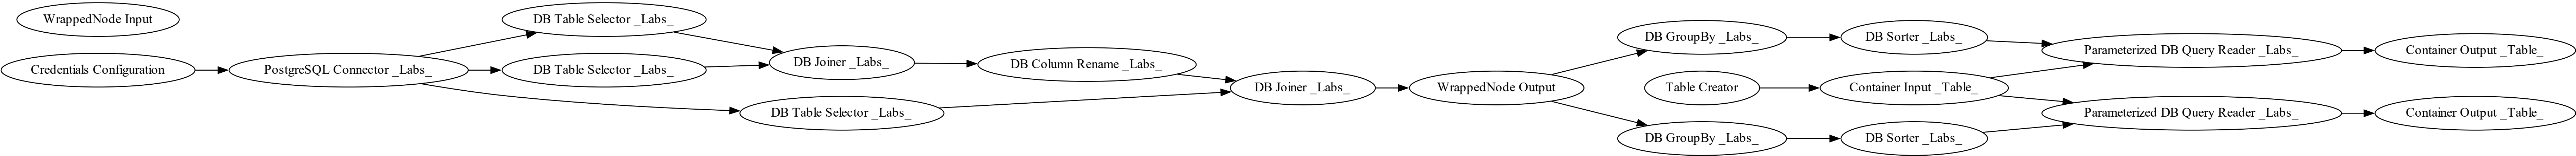 WrappedNode Input
Credentials Configuration
PostgreSQL Connector _Labs_
DB Table Selector _Labs_
DB Table Selector _Labs_
DB Table Selector _Labs_
DB Joiner _Labs_
DB Column Rename _Labs_
DB Joiner _Labs_
WrappedNode Output
DB GroupBy _Labs_
Table Creator
DB GroupBy _Labs_
DB Sorter _Labs_
Container Input _Table_
DB Sorter _Labs_
Parameterized DB Query Reader _Labs_
Parameterized DB Query Reader _Labs_
Container Output _Table_
Container Output _Table_